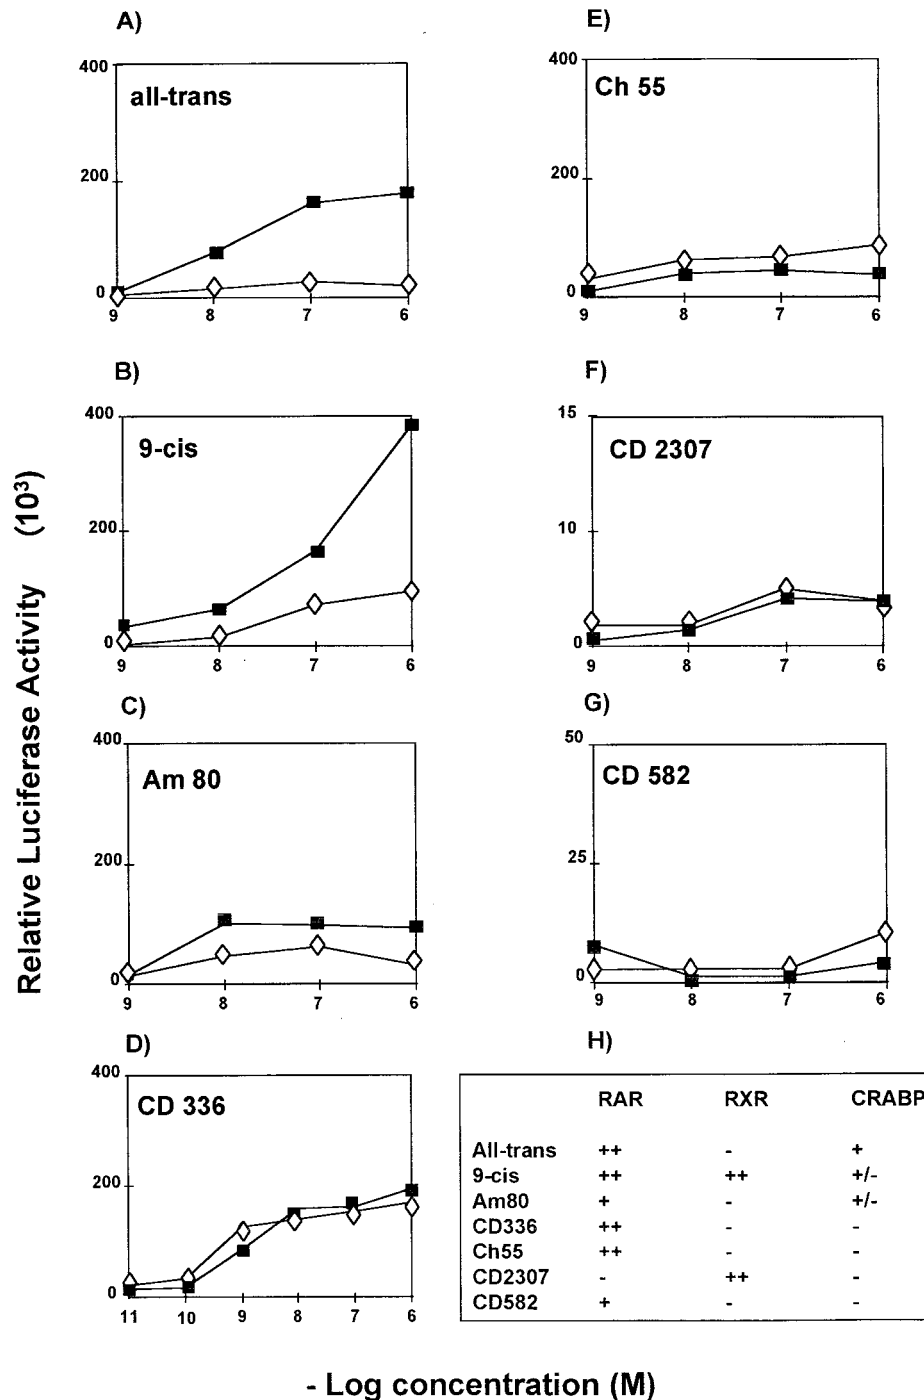 A)
400
all-trans
200
0
9 8 7 6
B)
400
9-cis
200
0
9 8 7 6
C)
400
Am 80
200
0
9 8 7 6
D)
400
CD 336
200
0
11 10 9 8 7 6
E)
400
Ch 55
200
0
9 8 7 6
F)
15
CD 2307
10
0
9 8 7 6
G)
50
CD 582
25
0
9 8 7 6
H)
RAR RXR CRABP
All-trans ++ - +
9-cis ++ ++ +/-
Am80 + - +/-
CD336 ++ - -
Ch55 ++ - -
CD2307 - ++ -
CD582 + - -
Relative Luciferase Activity (10³)
- Log concentration (M)